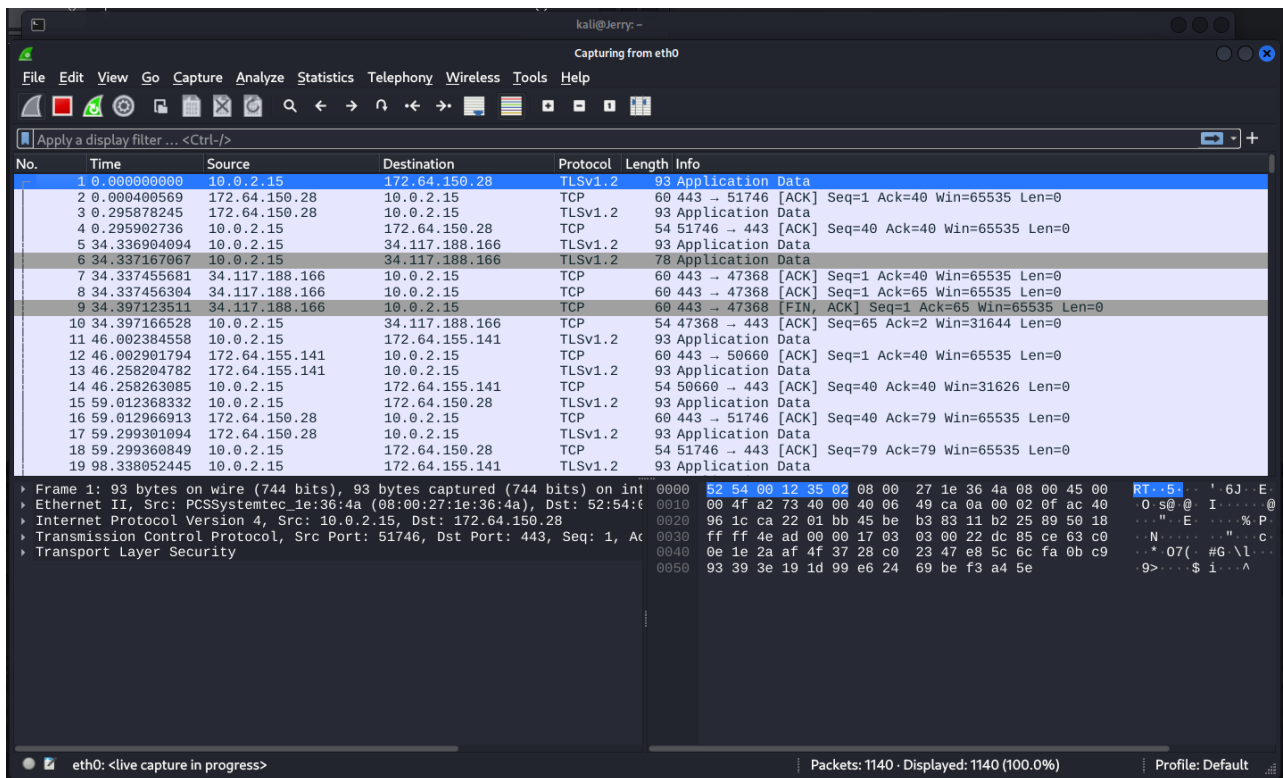 kali@Jerry: ~
Capturing from eth0
File Edit View Go Capture Analyze Statistics Telephony Wireless Tools Help
Apply a display filter … <Ctrl-/>
No. Time Source Destination Protocol Length Info
1 0.000000000 10.0.2.15 172.64.150.28 TLSv1.2 93 Application Data
2 0.000400569 172.64.150.28 10.0.2.15 TCP 60 443 → 51746 [ACK] Seq=1 Ack=40 Win=65535 Len=0
3 0.295878245 172.64.150.28 10.0.2.15 TLSv1.2 93 Application Data
4 0.295902736 10.0.2.15 172.64.150.28 TCP 54 51746 → 443 [ACK] Seq=40 Ack=40 Win=65535 Len=0
5 34.336904094 10.0.2.15 34.117.188.166 TLSv1.2 93 Application Data
6 34.337167067 10.0.2.15 34.117.188.166 TLSv1.2 78 Application Data
7 34.337455681 34.117.188.166 10.0.2.15 TCP 60 443 → 47368 [ACK] Seq=1 Ack=40 Win=65535 Len=0
8 34.337456304 34.117.188.166 10.0.2.15 TCP 60 443 → 47368 [ACK] Seq=1 Ack=65 Win=65535 Len=0
9 34.397123511 34.117.188.166 10.0.2.15 TCP 60 443 → 47368 [FIN, ACK] Seq=1 Ack=65 Win=65535 Len=0
10 34.397166528 10.0.2.15 34.117.188.166 TCP 54 47368 → 443 [ACK] Seq=65 Ack=2 Win=31644 Len=0
11 46.002384558 10.0.2.15 172.64.155.141 TLSv1.2 93 Application Data
12 46.002901794 172.64.155.141 10.0.2.15 TCP 60 443 → 50660 [ACK] Seq=1 Ack=40 Win=65535 Len=0
13 46.258204782 172.64.155.141 10.0.2.15 TLSv1.2 93 Application Data
14 46.258263085 10.0.2.15 172.64.155.141 TCP 54 50660 → 443 [ACK] Seq=40 Ack=40 Win=31626 Len=0
15 59.012368332 10.0.2.15 172.64.150.28 TLSv1.2 93 Application Data
16 59.012966913 172.64.150.28 10.0.2.15 TCP 60 443 → 51746 [ACK] Seq=40 Ack=79 Win=65535 Len=0
17 59.299301094 172.64.150.28 10.0.2.15 TLSv1.2 93 Application Data
18 59.299360849 10.0.2.15 172.64.150.28 TCP 54 51746 → 443 [ACK] Seq=79 Ack=79 Win=65535 Len=0
19 98.338052445 10.0.2.15 172.64.155.141 TLSv1.2 93 Application Data
Frame 1: 93 bytes on wire (744 bits), 93 bytes captured (744 bits) on int
Ethernet II, Src: PCSSystemtec_1e:36:4a (08:00:27:1e:36:4a), Dst: 52:54:0
Internet Protocol Version 4, Src: 10.0.2.15, Dst: 172.64.150.28
Transmission Control Protocol, Src Port: 51746, Dst Port: 443, Seq: 1, Ac
Transport Layer Security
0000 52 54 00 12 35 02 08 00 27 1e 36 4a 08 00 45 00 RT··5··· '·6J··E·
0010 00 4f a2 73 40 00 40 06 49 ca 0a 00 02 0f ac 40 ·O·s@·@· I······@
0020 96 1c ca 22 01 bb 45 be b3 83 11 b2 25 89 50 18 ···"··E· ····%·P·
0030 ff ff 4e ad 00 00 17 03 03 00 22 dc 85 ce 63 c0 ··N····· ··"···c·
0040 0e 1e 2a af 4f 37 28 c0 23 47 e8 5c 6c fa 0b c9 ··*·O7(· #G·\l···
0050 93 39 3e 19 1d 99 e6 24 69 be f3 a4 5e ·9>····$ i···^
eth0: <live capture in progress>
Packets: 1140 · Displayed: 1140 (100.0%)
Profile: Default